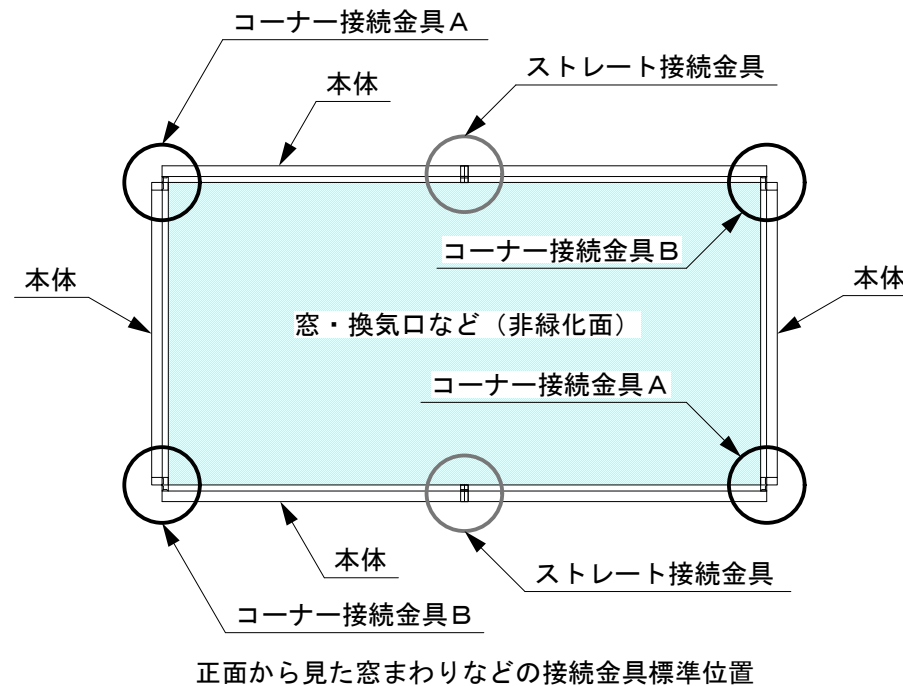 コーナー接続金具A
ストレート接続金具
本体
コーナー接続金具B
本体
本体
窓・換気口など（非緑化面）
コーナー接続金具A
本体
ストレート接続金具
コーナー接続金具B
正面から見た窓まわりなどの接続金具標準位置